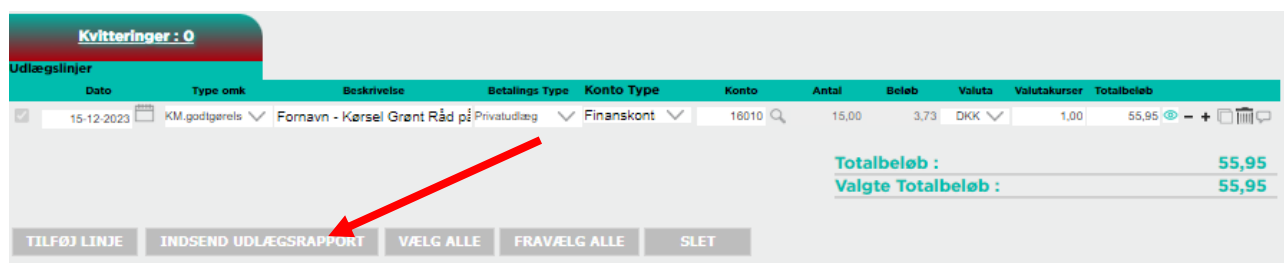 Kvitteringer : 0
Udlægslinjer
Dato Type omk Beskrivelse Betalings Type Konto Type Konto Antal Beløb Valuta Valutakurser Totalbeløb
15-12-2023 KM.godtgørels Fornavn - Kørsel Grønt Råd på Privatudlæg Finanskont 16010 15,00 3,73 DKK 1,00 55,95
Totalbeløb : 55,95
Valgte Totalbeløb : 55,95
TILFØJ LINJE INDSEND UDLÆGSRAPPORT VÆLG ALLE FRAVÆLG ALLE SLET